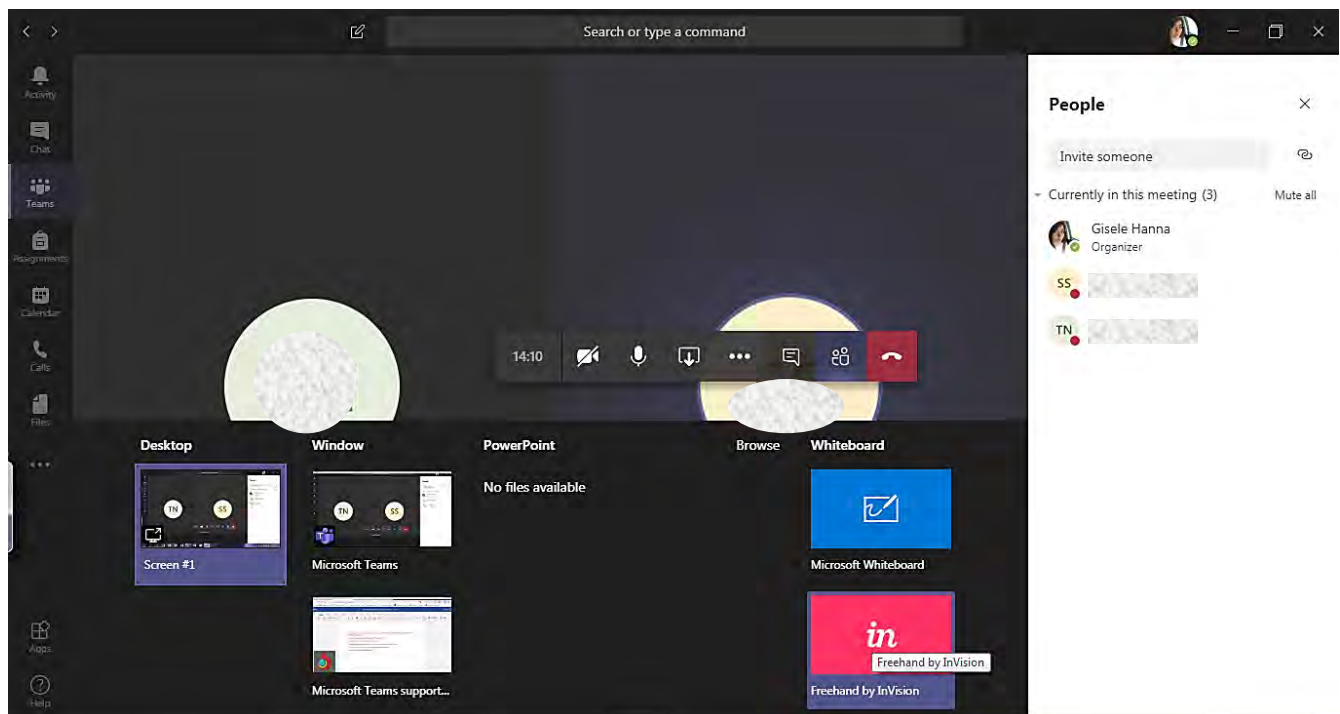 Search or type a command
Activity
Chat
Teams
Assignments
Calendar
Calls
Files
Apps
Help
14:10
Desktop
Window
PowerPoint
Browse
Whiteboard
TN
SS
TN
SS
No files available
Screen #1
Microsoft Teams
Microsoft Whiteboard
in
Freehand by InVision
Microsoft Teams support...
Freehand by InVision
People
Invite someone
Currently in this meeting (3)
Mute all
Gisele Hanna
Organizer
SS
TN